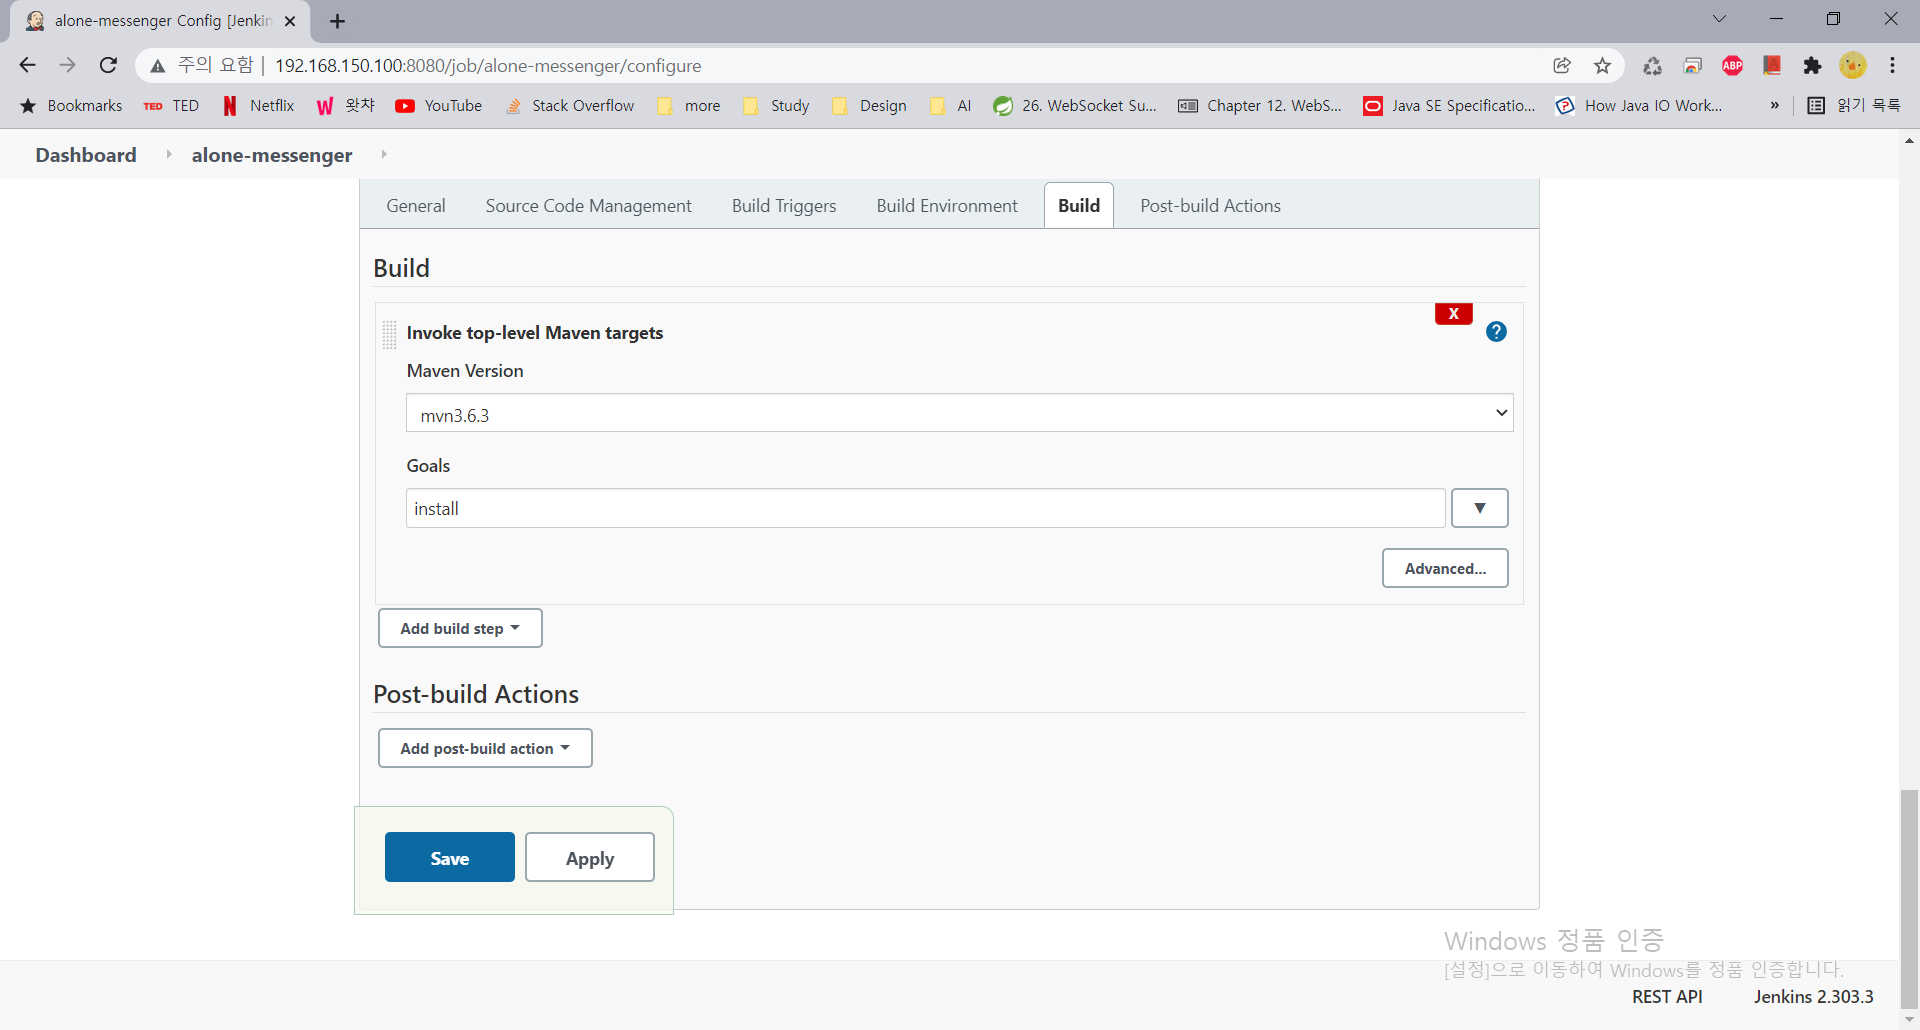 alone-messenger Config [Jenkin
주의 요함 192.168.150.100:8080/job/alone-messenger/configure
ABP
Bookmarks TED TED Netflix 왓챠 YouTube Stack Overflow more Study Design AI 26. WebSocket Su... Chapter 12. WebS... Java SE Specificatio... How Java IO Work... » 읽기 목록
Dashboard alone-messenger
General Source Code Management Build Triggers Build Environment Build Post-build Actions
Build
X
Invoke top-level Maven targets ?
Maven Version
mvn3.6.3
Goals
install
Advanced...
Add build step
Post-build Actions
Add post-build action
Save Apply
Windows 정품 인증
[설정]으로 이동하여 Windows를 정품 인증합니다.
REST API Jenkins 2.303.3